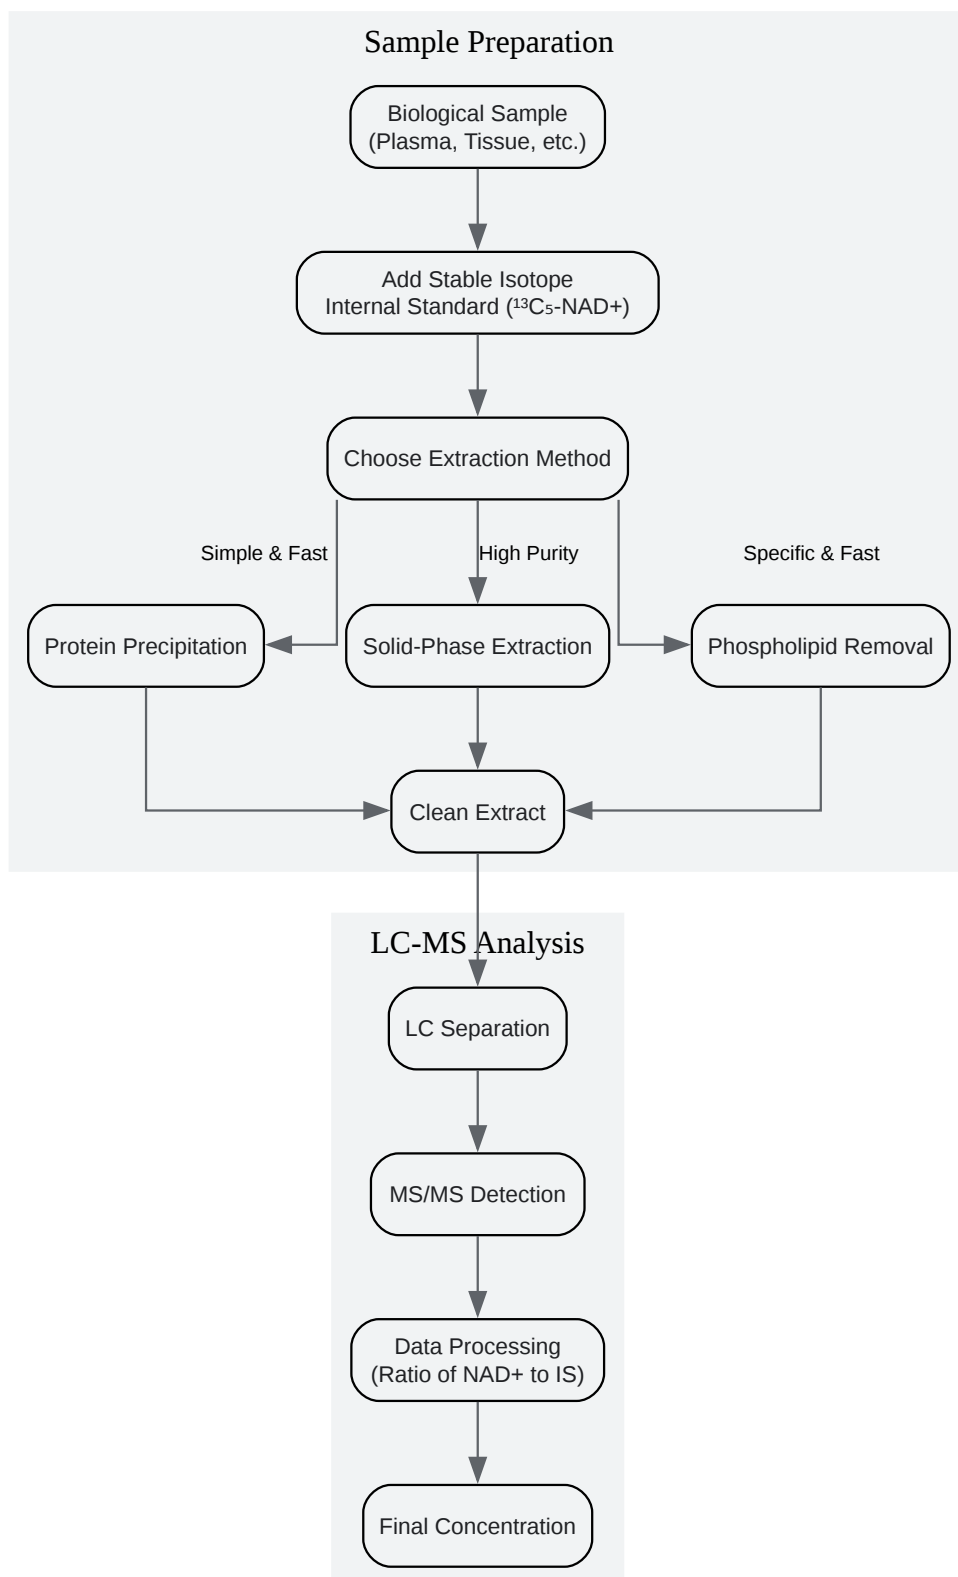 Sample Preparation
Biological Sample
(Plasma, Tissue, etc.)
Add Stable Isotope
Internal Standard (¹³C₅-NAD+)
Choose Extraction Method
Simple & Fast
High Purity
Specific & Fast
Protein Precipitation
Solid-Phase Extraction
Phospholipid Removal
Clean Extract
LC-MS Analysis
LC Separation
MS/MS Detection
Data Processing
(Ratio of NAD+ to IS)
Final Concentration